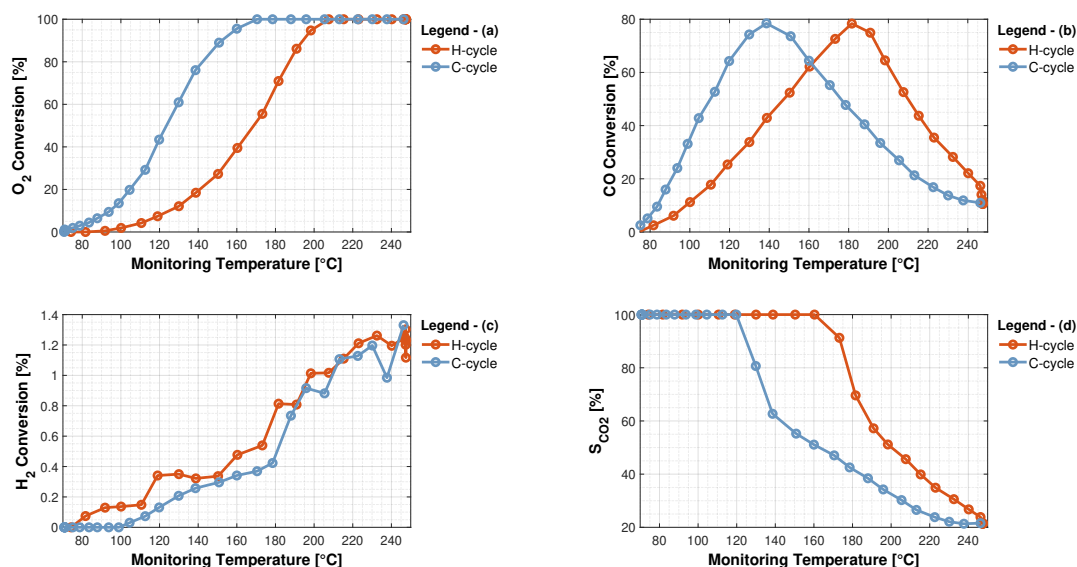 100
80
60
40
20
0
O2 Conversion [%]
80 100 120 140 160 180 200 220 240
Monitoring Temperature [°C]
Legend - (a)
H-cycle
C-cycle
80
60
40
20
0
CO Conversion [%]
80 100 120 140 160 180 200 220 240
Monitoring Temperature [°C]
Legend - (b)
H-cycle
C-cycle
1.4
1.2
1
0.8
0.6
0.4
0.2
0
H2 Conversion [%]
80 100 120 140 160 180 200 220 240
Monitoring Temperature [°C]
Legend - (c)
H-cycle
C-cycle
100
80
60
40
20
SCO2 [%]
80 100 120 140 160 180 200 220 240
Monitoring Temperature [°C]
Legend - (d)
H-cycle
C-cycle